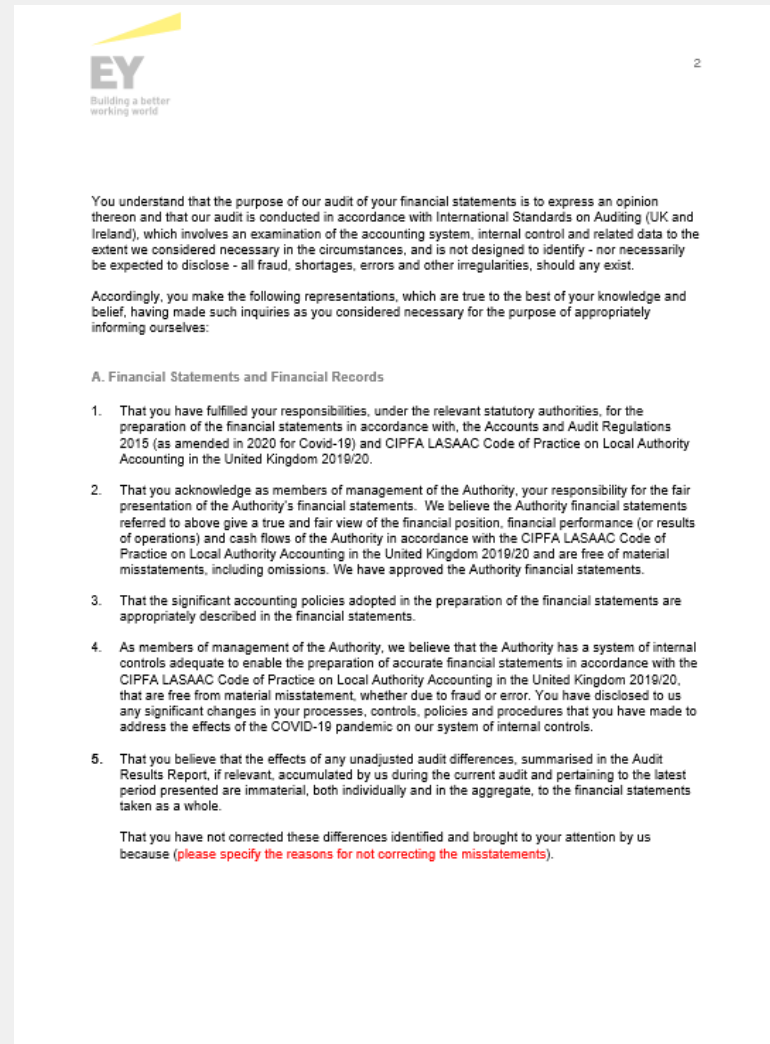 EY
Building a better
working world
2
You understand that the purpose of our audit of your financial statements is to express an opinion
thereon and that our audit is conducted in accordance with International Standards on Auditing (UK and
Ireland), which involves an examination of the accounting system, internal control and related data to the
extent we considered necessary in the circumstances, and is not designed to identify - nor necessarily
be expected to disclose - all fraud, shortages, errors and other irregularities, should any exist.
Accordingly, you make the following representations, which are true to the best of your knowledge and
belief, having made such inquiries as you considered necessary for the purpose of appropriately
informing ourselves:
A. Financial Statements and Financial Records
1. That you have fulfilled your responsibilities, under the relevant statutory authorities, for the
preparation of the financial statements in accordance with, the Accounts and Audit Regulations
2015 (as amended in 2020 for Covid-19) and CIPFA LASAAC Code of Practice on Local Authority
Accounting in the United Kingdom 2019/20.
2. That you acknowledge as members of management of the Authority, your responsibility for the fair
presentation of the Authority's financial statements. We believe the Authority financial statements
referred to above give a true and fair view of the financial position, financial performance (or results
of operations) and cash flows of the Authority in accordance with the CIPFA LASAAC Code of
Practice on Local Authority Accounting in the United Kingdom 2019/20 and are free of material
misstatements, including omissions. We have approved the Authority financial statements.
3. That the significant accounting policies adopted in the preparation of the financial statements are
appropriately described in the financial statements.
4. As members of management of the Authority, we believe that the Authority has a system of internal
controls adequate to enable the preparation of accurate financial statements in accordance with the
CIPFA LASAAC Code of Practice on Local Authority Accounting in the United Kingdom 2019/20,
that are free from material misstatement, whether due to fraud or error. You have disclosed to us
any significant changes in your processes, controls, policies and procedures that you have made to
address the effects of the COVID-19 pandemic on our system of internal controls.
5. That you believe that the effects of any unadjusted audit differences, summarised in the Audit
Results Report, if relevant, accumulated by us during the current audit and pertaining to the latest
period presented are immaterial, both individually and in the aggregate, to the financial statements
taken as a whole.
That you have not corrected these differences identified and brought to your attention by us
because (please specify the reasons for not correcting the misstatements).